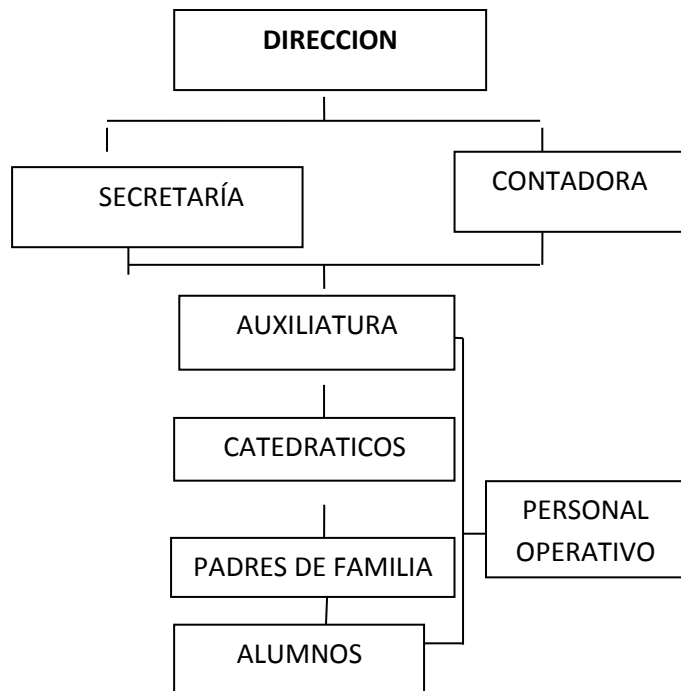 DIRECCION
SECRETARÍA
CONTADORA
AUXILIATURA
CATEDRATICOS
PERSONAL
OPERATIVO
PADRES DE FAMILIA
ALUMNOS